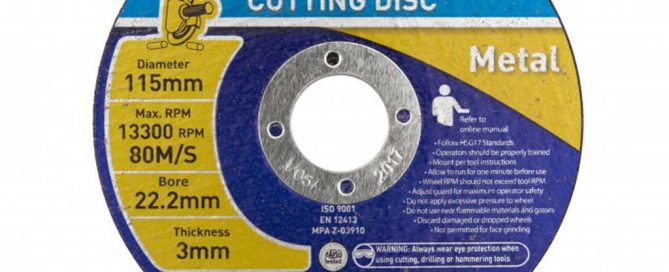 CUTTING DISC
Metal
Diameter
115mm
Max. RPM
13300 RPM
80M/S
Bore
22.2mm
Thickness
3mm
V05/ 2017
Refer to
online manual
• Follow HSG17 Standards
• Operators should be properly trained
• Mount per tool instructions
• Allow to run for one minute before use
• Wheel RPM should not exceed tool RPM
• Adjust guard for maximum operator safety
• Do not apply excessive pressure to wheel
• Do not use near flammable materials and gasses
• Discard damaged or dropped wheels
• Not permitted for face grinding
ISO 9001
EN 12413
MPA Z-03910
tested
WARNING: Always wear eye protection when
using cutting, drilling or hammering tools